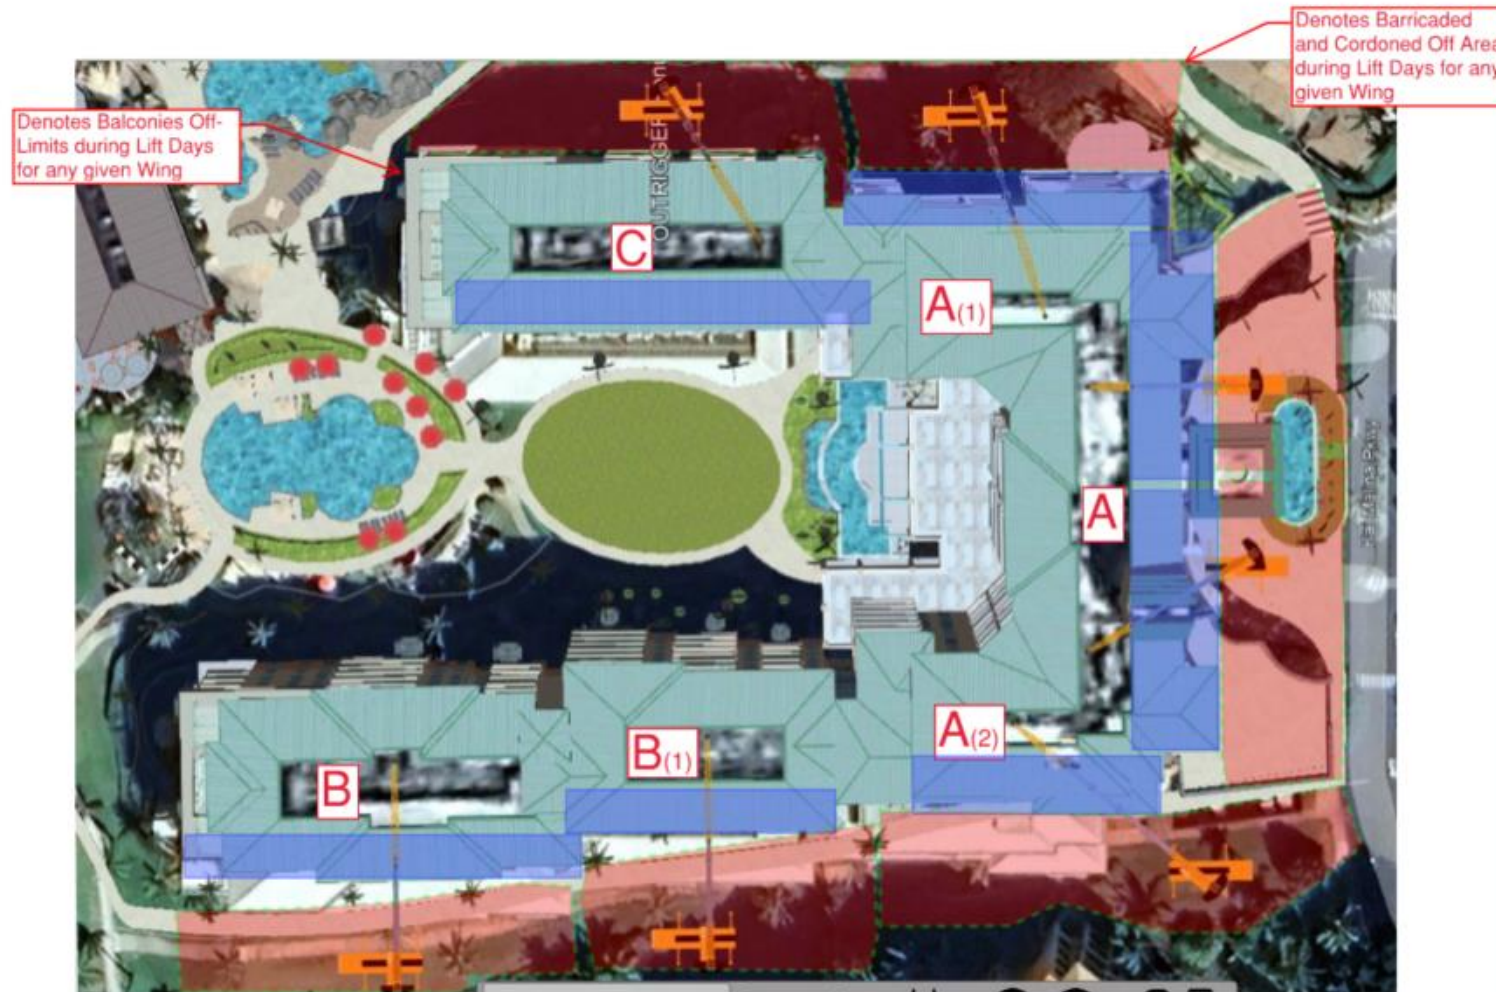 Denotes Barricaded
and Cordoned Off Area
during Lift Days for any
given Wing
Denotes Balconies Off-
Limits during Lift Days
for any given Wing
OUTRIGGER
C
A(1)
A
A(2)
B(1)
B